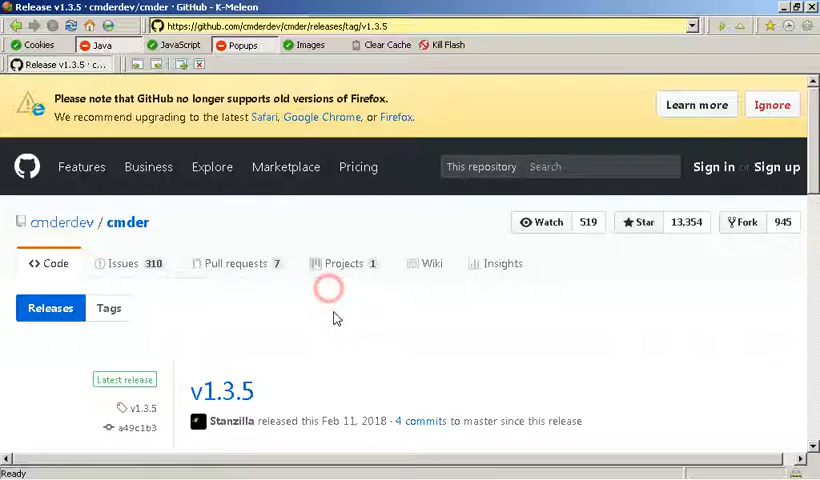 Release v1.3.5 · cmderdev/cmder · GitHub - K-Meleon
https://github.com/cmderdev/cmder/releases/tag/v1.3.5
Cookies Java JavaScript Popups Images Clear Cache Kill Flash
Release v1.3.5 · c...
Please note that GitHub no longer supports old versions of Firefox.
We recommend upgrading to the latest Safari, Google Chrome, or Firefox.
Learn more Ignore
Features Business Explore Marketplace Pricing This repository Search Sign in or Sign up
cmderdev / cmder Watch 519 Star 13,354 Fork 945
<> Code Issues 310 Pull requests 7 Projects 1 Wiki Insights
Releases Tags
Latest release
v1.3.5
v1.3.5
a49c1b3
Stanzilla released this Feb 11, 2018 · 4 commits to master since this release
Ready